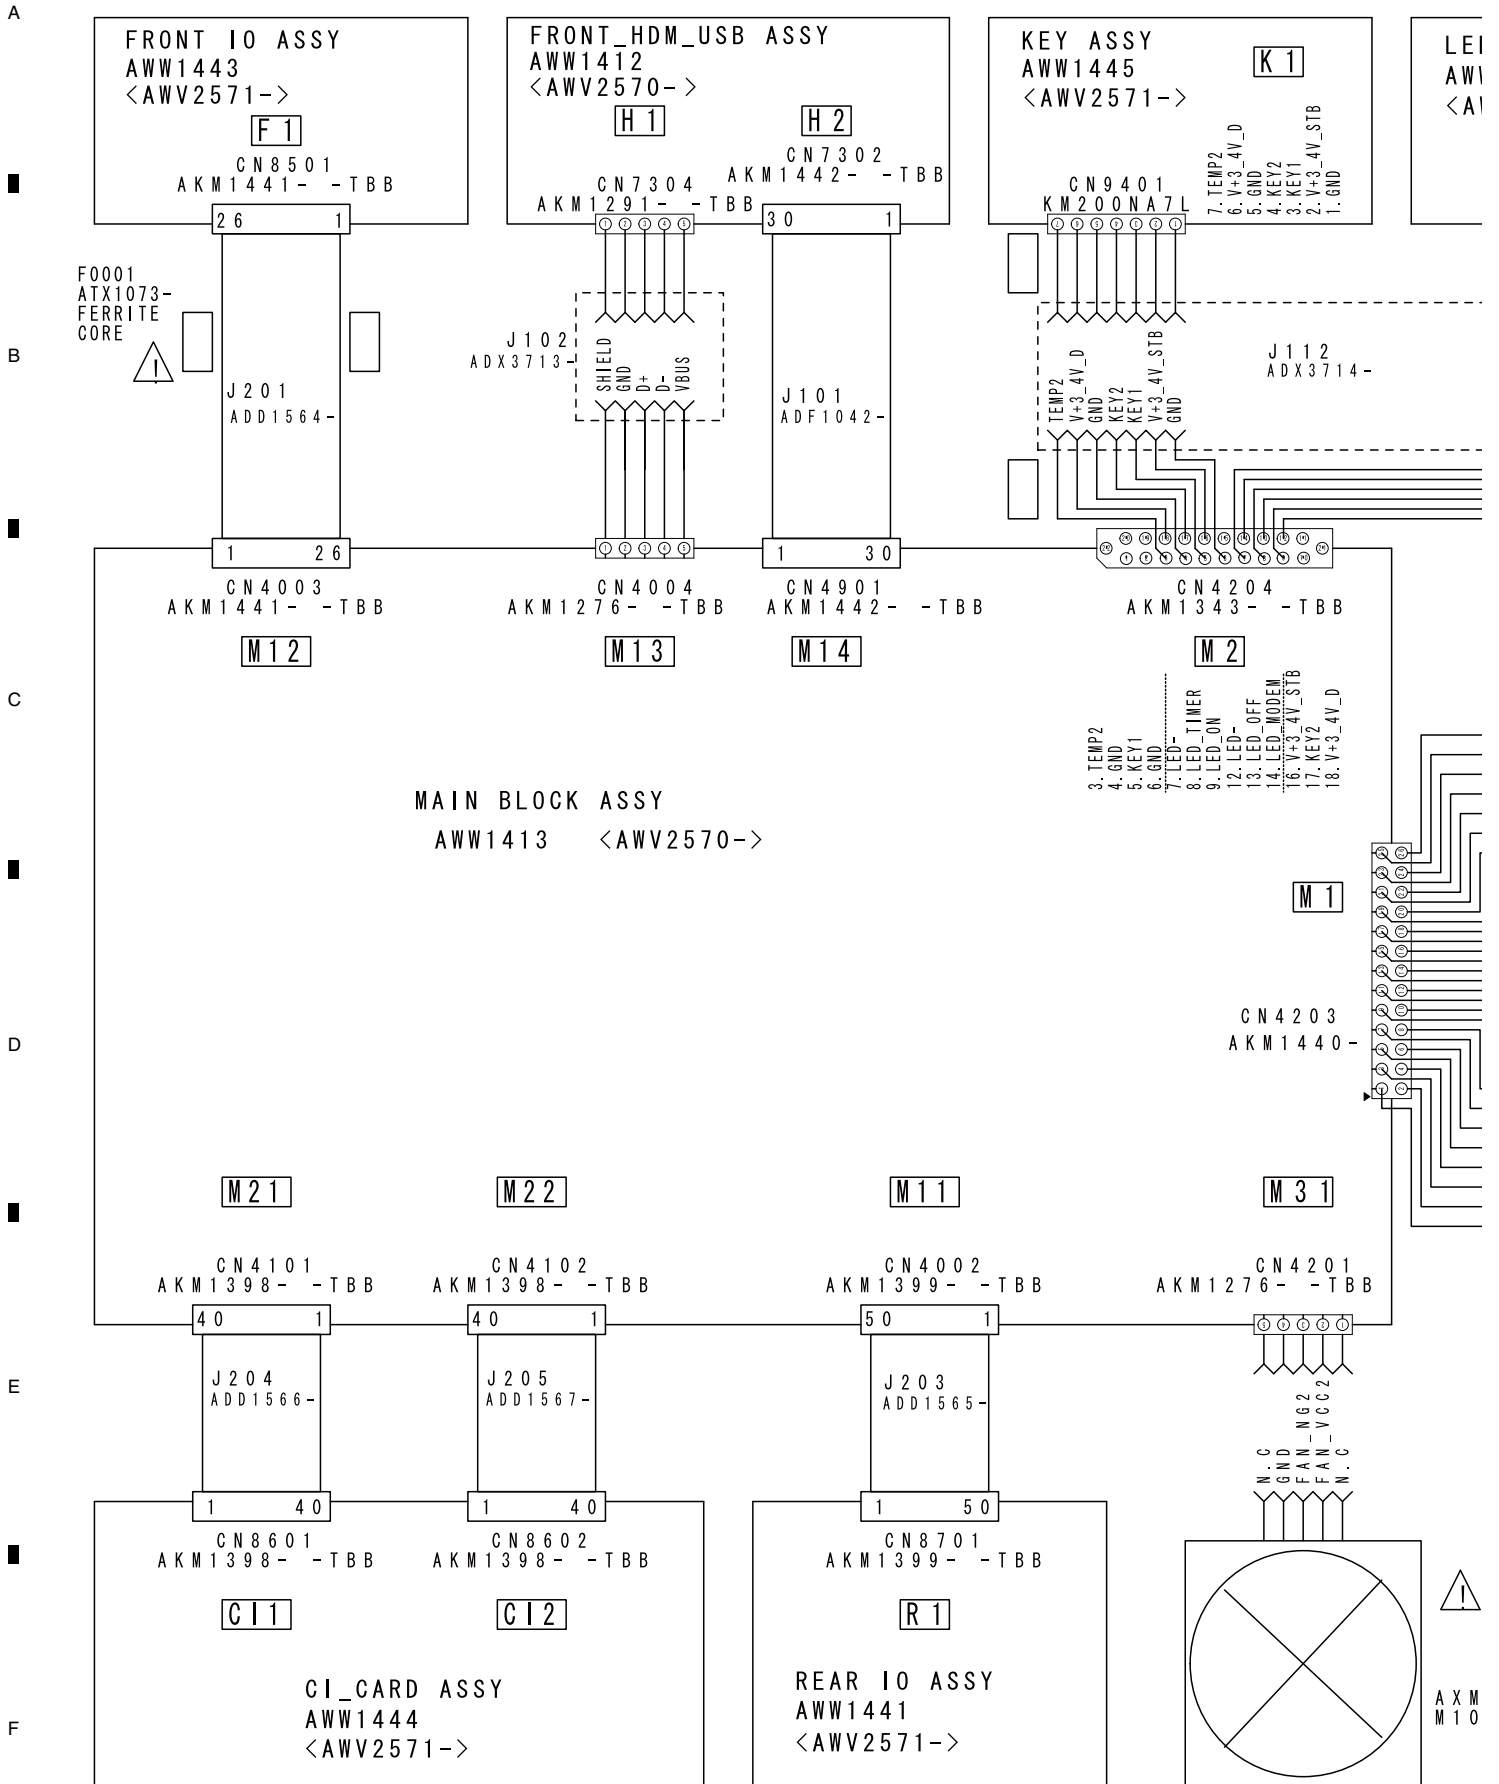 A
FRONT IO ASSY
AWW1443
<AWV2571->
F1
CN8501
AKM1441- -TBB
26 1
FRONT_HDM_USB ASSY
AWW1412
<AWV2570->
H1
H2
CN7302
AKM1442- -TBB
CN7304
AKM1291- -TBB
30 1
KEY ASSY
AWW1445
<AWV2571->
K1
7.TEMP2
6.V+3_4V_D
5.GND
4.KEY2
3.KEY1
2.V+3_4V_STB
1.GND
CN9401
KM200NA7L
F0001
ATX1073-
FERRITE
CORE
B
J201
ADD1564-
J102
ADX3713-
SHIELD
GND
D+
D-
VBUS
J101
ADF1042-
TEMP2
V+3_4V_D
GND
KEY2
KEY1
V+3_4V_STB
GND
J112
ADX3714-
1 26
1 30
CN4003
AKM1441- -TBB
M12
CN4004
AKM1276- -TBB
M13
CN4901
AKM1442- -TBB
M14
CN4204
AKM1343- -TBB
M2
C
3.TEMP2
4.GND
5.KEY1
6.GND
7.LED-
8.LED_TIMER
9.LED_ON
12.LED-
13.LED_OFF
14.LED_MODEM
16.V+3_4V_STB
17.KEY2
18.V+3_4V_D
MAIN BLOCK ASSY
AWW1413 <AWV2570->
M1
D
CN4203
AKM1440-
M21
M22
M11
M31
CN4101
AKM1398- -TBB
40 1
CN4102
AKM1398- -TBB
40 1
CN4002
AKM1399- -TBB
50 1
CN4201
AKM1276- -TBB
E
J204
ADD1566-
J205
ADD1567-
J203
ADD1565-
N.C
GND
FAN_NG2
FAN_VCC2
N.C
1 40
1 40
1 50
CN8601
AKM1398- -TBB
CI1
CN8602
AKM1398- -TBB
CI2
CN8701
AKM1399- -TBB
R1
F
CI_CARD ASSY
AWW1444
<AWV2571->
REAR IO ASSY
AWW1441
<AWV2571->
AXM
M10